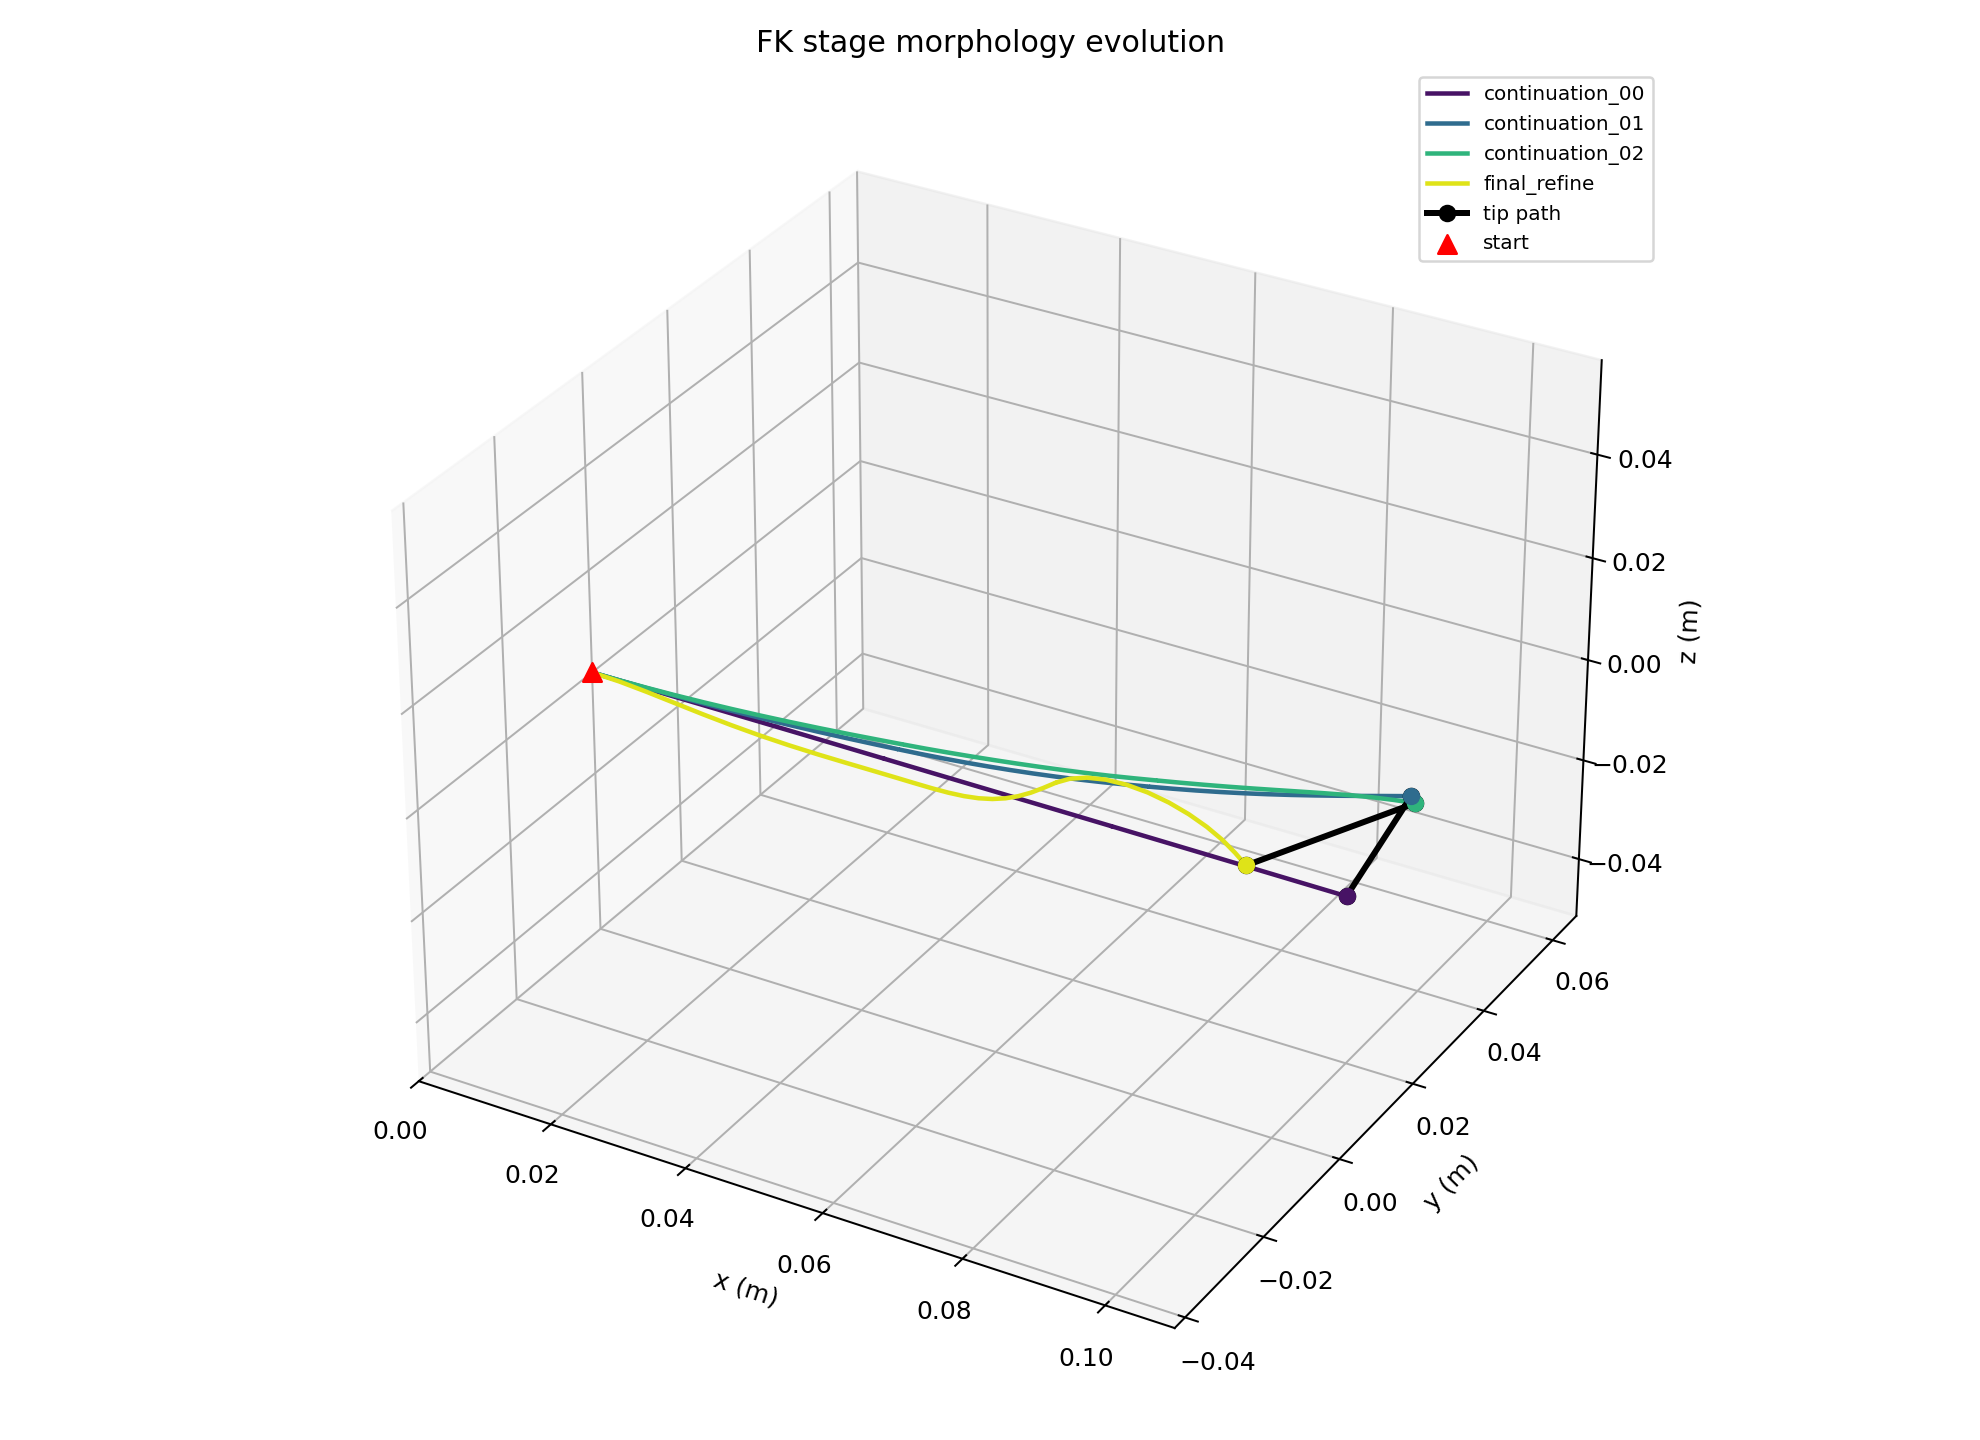 FK stage morphology evolution
continuation_00
continuation_01
continuation_02
final_refine
tip path
start
0.04
0.02
0.00
−0.02
−0.04
z (m)
0.06
0.04
0.02
0.00
−0.02
−0.04
y (m)
0.00
0.02
0.04
0.06
0.08
0.10
x (m)